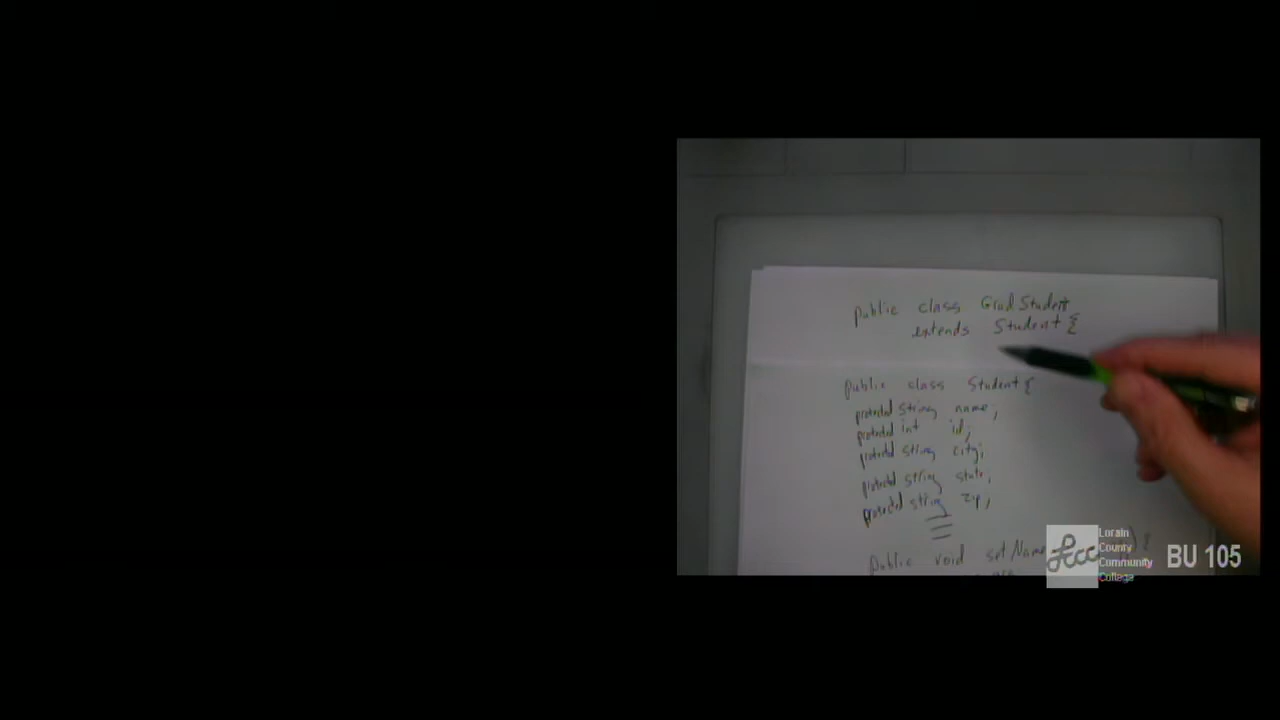 public class GradStudent
extends Student {
public class Student {
protected string name;
protected int id;
protected string city;
protected string state;
protected string zip;
public void setName ) {
Lorain
County
Community
College
lccc
BU 105